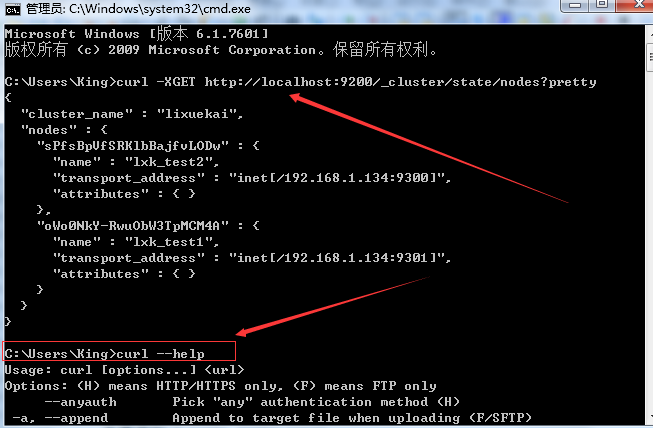 管理员: C:\Windows\system32\cmd.exe
Microsoft Windows [版本 6.1.7601]
版权所有 (c) 2009 Microsoft Corporation。保留所有权利。
C:\Users\King>curl -XGET http://localhost:9200/_cluster/state/nodes?pretty
{
  "cluster_name" : "lixuekai",
  "nodes" : {
    "sPfsBpVfSRKlbBajfvLODw" : {
      "name" : "lxk_test2",
      "transport_address" : "inet[/192.168.1.134:9300]",
      "attributes" : { }
    },
    "oWo0NkY-RwuObW3TpMCM4A" : {
      "name" : "lxk_test1",
      "transport_address" : "inet[/192.168.1.134:9301]",
      "attributes" : { }
    }
  }
}
C:\Users\King>curl --help
Usage: curl [options...] <url>
Options: (H) means HTTP/HTTPS only, (F) means FTP only
     --anyauth       Pick "any" authentication method (H)
 -a, --append        Append to target file when uploading (F/SFTP)